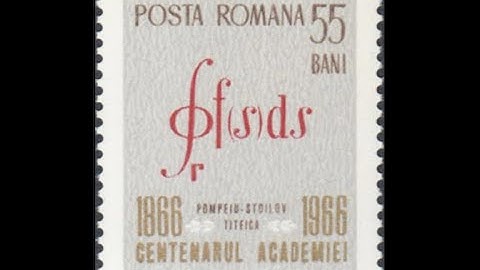 POSTA ROMANA 55
BANI
∮f(s)ds
r
1866 POMPEIU-STOILOV 1966
TITEICA
CENTENARUL ACADEMIEI